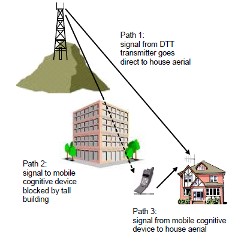 Path 1:
signal from DTT
transmitter goes
direct to house aerial
Path 2:
signal to mobile
cognitive device
blocked by tall
building
Path 3:
signal from mobile cognitive
device to house aerial